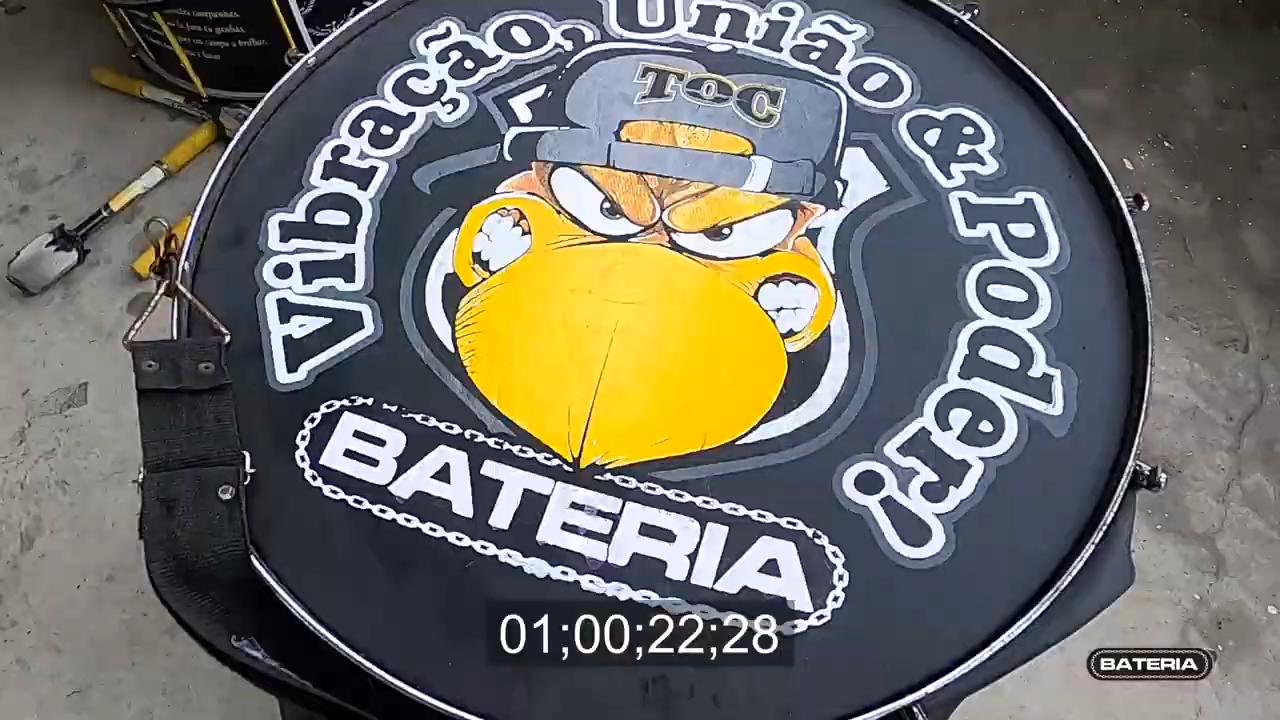 Vibração, União & Poder!
TOC
BATERIA
01;00;22;28
BATERIA